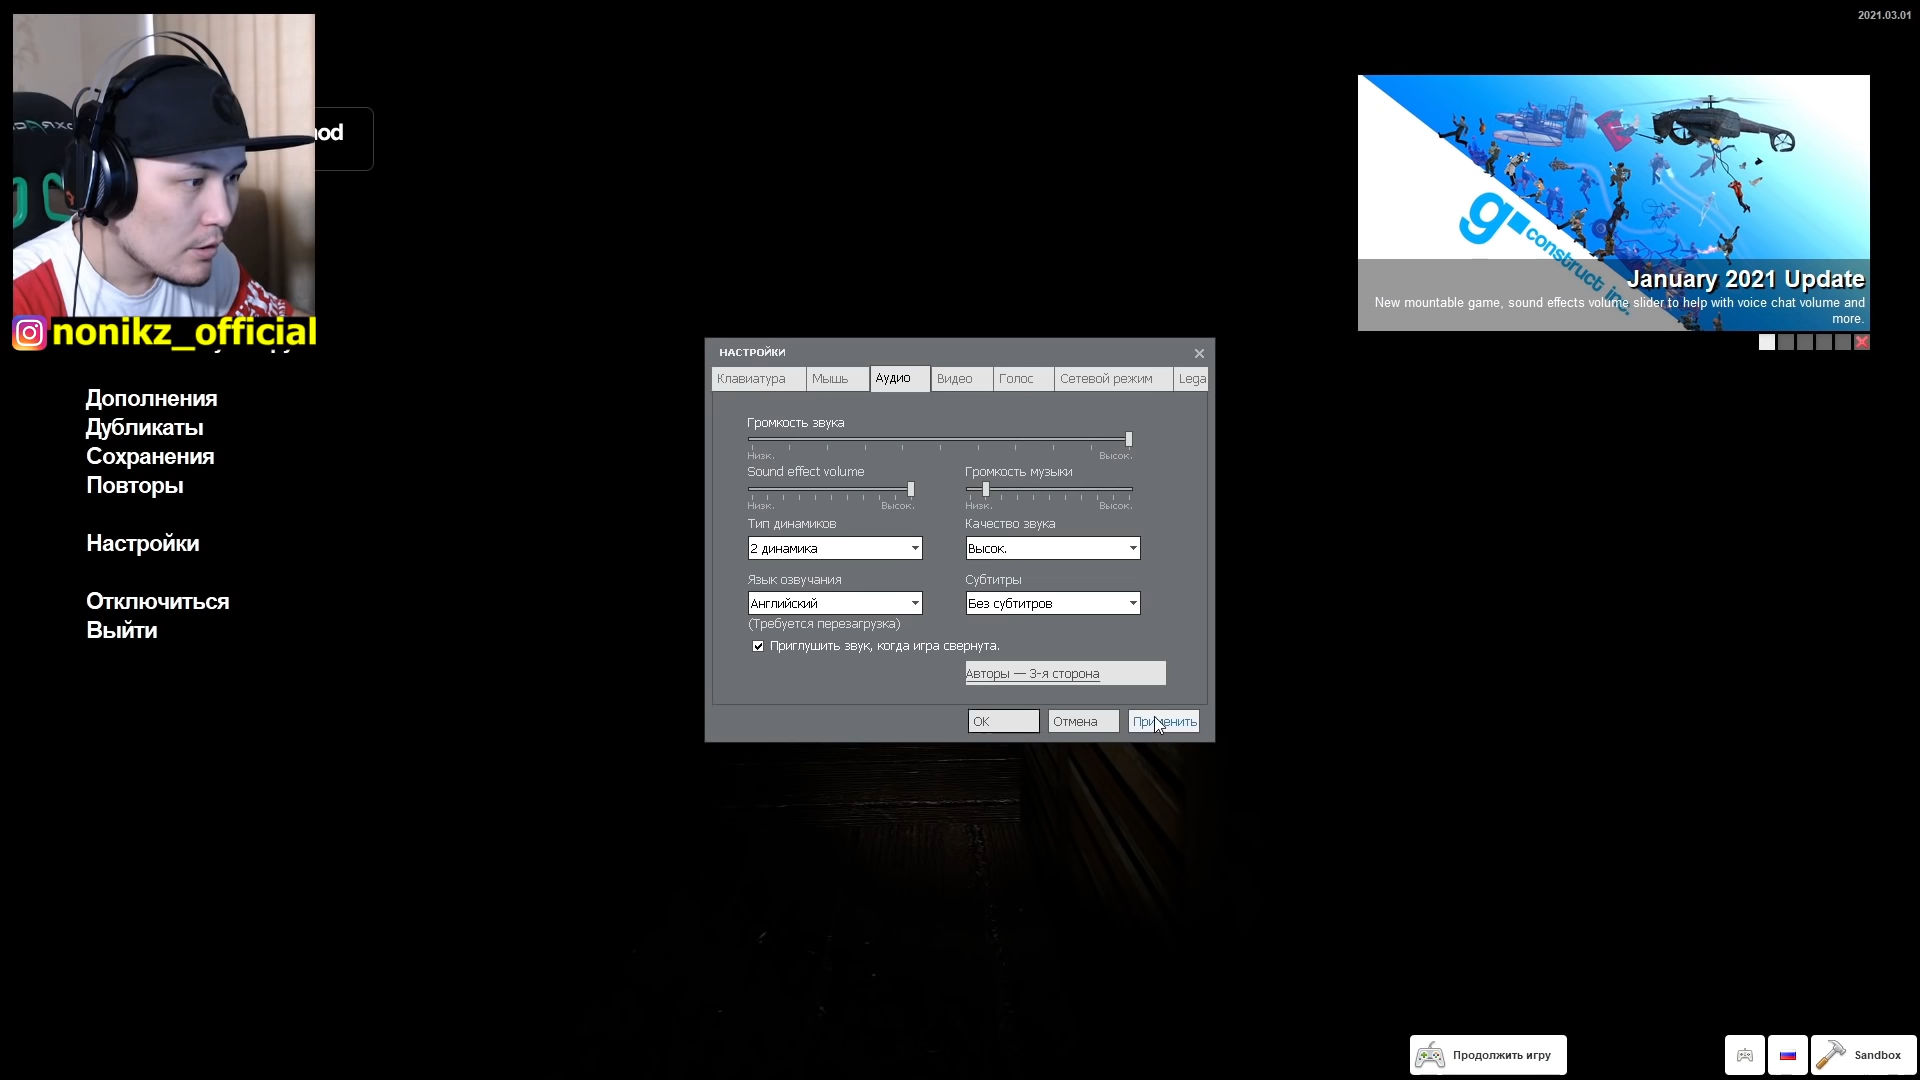 2021.03.01
mod
nonikz_official
Дополнения
Дубликаты
Сохранения
Повторы
Настройки
Отключиться
Выйти
construct inc.
January 2021 Update
New mountable game, sound effects volume slider to help with voice chat volume and
more.
НАСТРОЙКИ
Клавиатура Мышь Аудио Видео Голос Сетевой режим Lega
Громкость звука
Низк. Высок.
Sound effect volume Громкость музыки
Низк. Высок. Низк. Высок.
Тип динамиков Качество звука
2 динамика Высок.
Язык озвучания Субтитры
Английский Без субтитров
(Требуется перезагрузка)
Приглушить звук, когда игра свернута.
Авторы — 3-я сторона
OK Отмена Применить
Продолжить игру
Sandbox